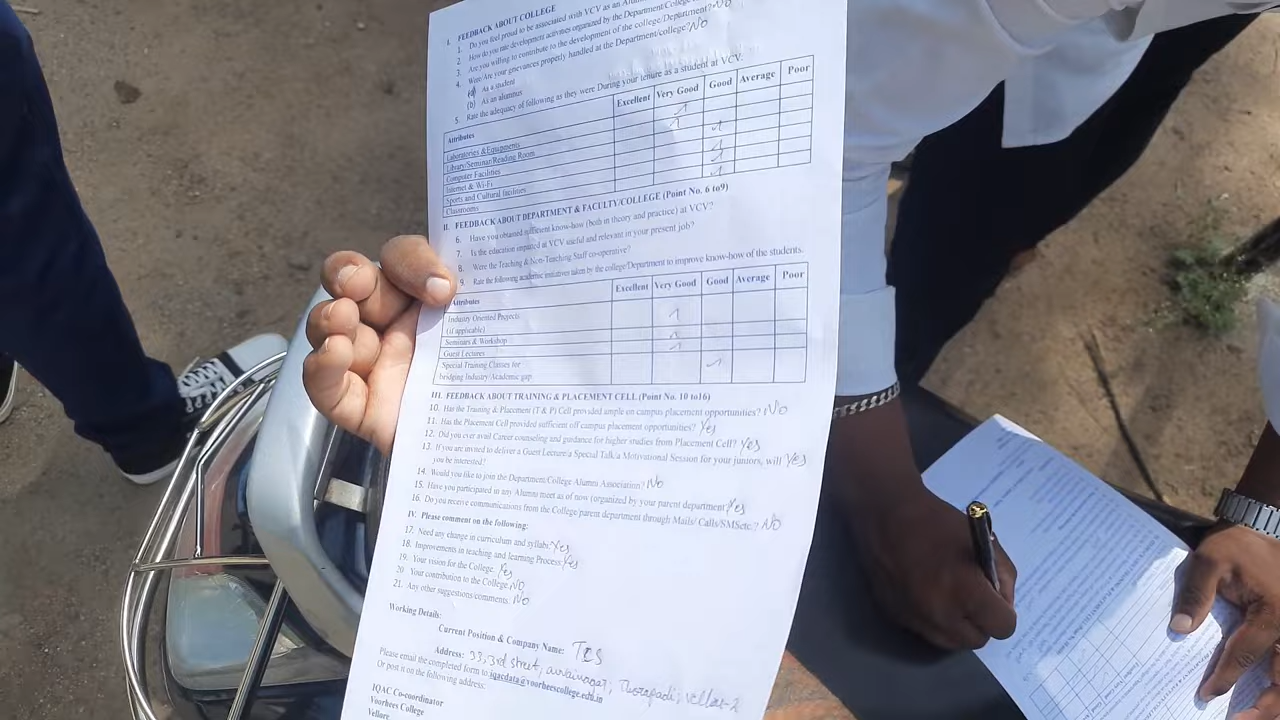 I. FEEDBACK ABOUT COLLEGE
1. Do you feel proud to be associated with VCV as an
2. How do you rate development activities organized by the Department/College
3. Are you willing to contribute to the development of the college/Department? NO
4. Were/Are your grievances properly handled at the Department/college? NO
(a) As a student
(b) As an alumnus
5. Rate the adequacy of following as they were During your tenure as a student at VCV.
Attributes Excellent Very Good Good Average Poor
Laboratories & Equipments
Library/Seminar/Reading Room
Computer Facilities
Internet & Wi-Fi
Sports and Cultural facilities
Classrooms
II. FEEDBACK ABOUT DEPARTMENT & FACULTY/COLLEGE (Point No. 6 to9)
6. Have you obtained sufficient know-how (both in theory and practice) at VCV?
7. Is the education imparted at VCV useful and relevant in your present job?
8. Were the Teaching & Non-Teaching Staff co-operative?
9. Rate the following academic initiatives taken by the college/Department to improve know-how of the students.
Attributes Excellent Very Good Good Average Poor
Industry Oriented Projects
(if applicable)
Seminars & Workshop
Guest Lectures
Special Training Classes for
bridging Industry/Academic gap
III. FEEDBACK ABOUT TRAINING & PLACEMENT CELL (Point No. 10 to16)
10. Has the Training & Placement (T & P) Cell provided ample on campus placement opportunities? NO
11. Has the Placement Cell provided sufficient off campus placement opportunities? Yes
12. Did you ever avail Career counseling and guidance for higher studies from Placement Cell? Yes
13. If you are invited to deliver a Guest Lecture/a Special Talk/a Motivational Session for your juniors, will Yes
you be interested?
14. Would you like to join the Department/College Alumni Association? NO
15. Have you participated in any Alumni meet as of now (organized by your parent department) Yes
16. Do you receive communications from the College/parent department through Mails/ Calls/SMSetc.? NO
IV. Please comment on the following:
17. Need any change in curriculum and syllabi: Yes
18. Improvements in teaching and learning Process: Yes
19. Your vision for the College: Yes
20. Your contribution to the College: NO
21. Any other suggestions/comments: NO
Working Details:
Current Position & Company Name: TCS
Address: 33, 3rd street, vellore-2
Please email the completed form to: iqacdata@voorheescollege.edu.in
Or post it on the following address:
IQAC Co-ordinator
Voorhees College
Vellore